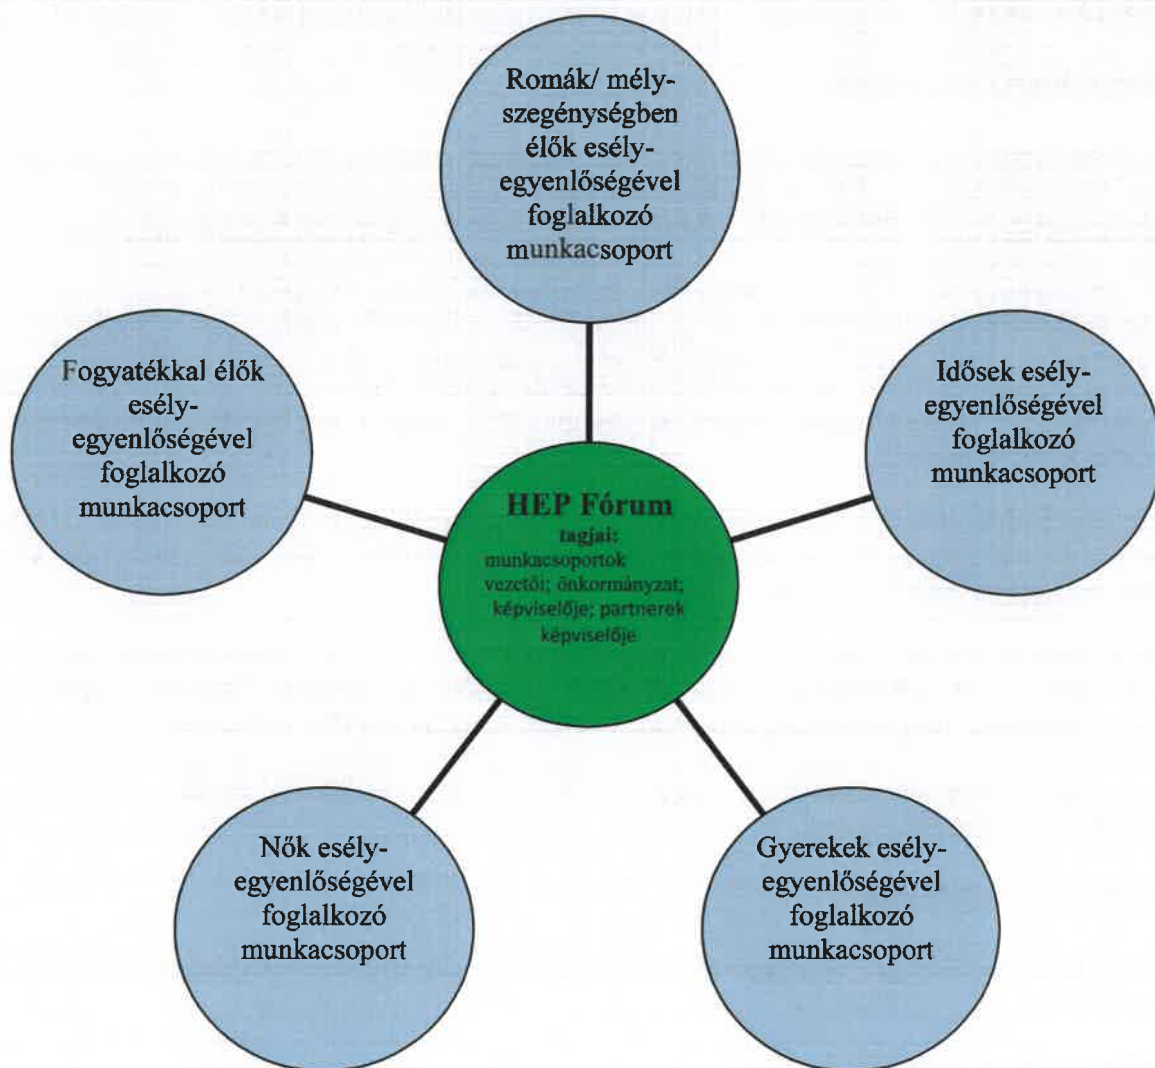 Romák/ mély-
szegénységben
élők esély-
egyenlőségével
foglalkozó
munkacsoport
Fogyatékkal élők
esély-
egyenlőségével
foglalkozó
munkacsoport
Idősek esély-
egyenlőségével
foglalkozó
munkacsoport
HEP Fórum
tagjai:
munkacsoportok
vezetői; önkormányzat;
képviselője; partnerek
képviselője
Nők esély-
egyenlőségével
foglalkozó
munkacsoport
Gyerekek esély-
egyenlőségével
foglalkozó
munkacsoport